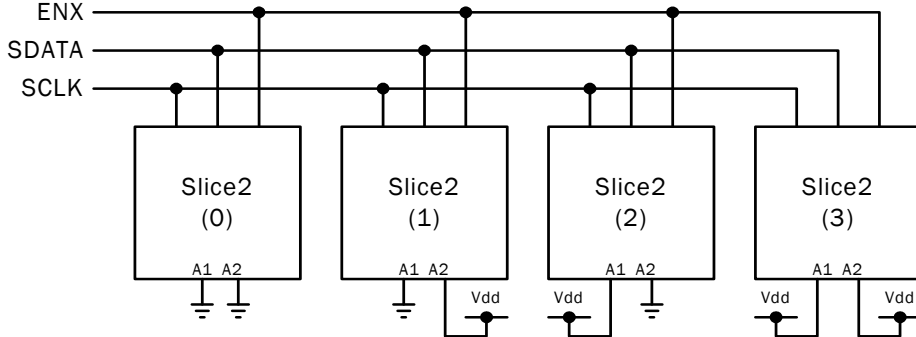 ENX
SDATA
SCLK
Slice2
(0)
A1 A2
Slice2
(1)
A1 A2
Vdd
Slice2
(2)
A1 A2
Vdd
Slice2
(3)
A1 A2
Vdd
Vdd